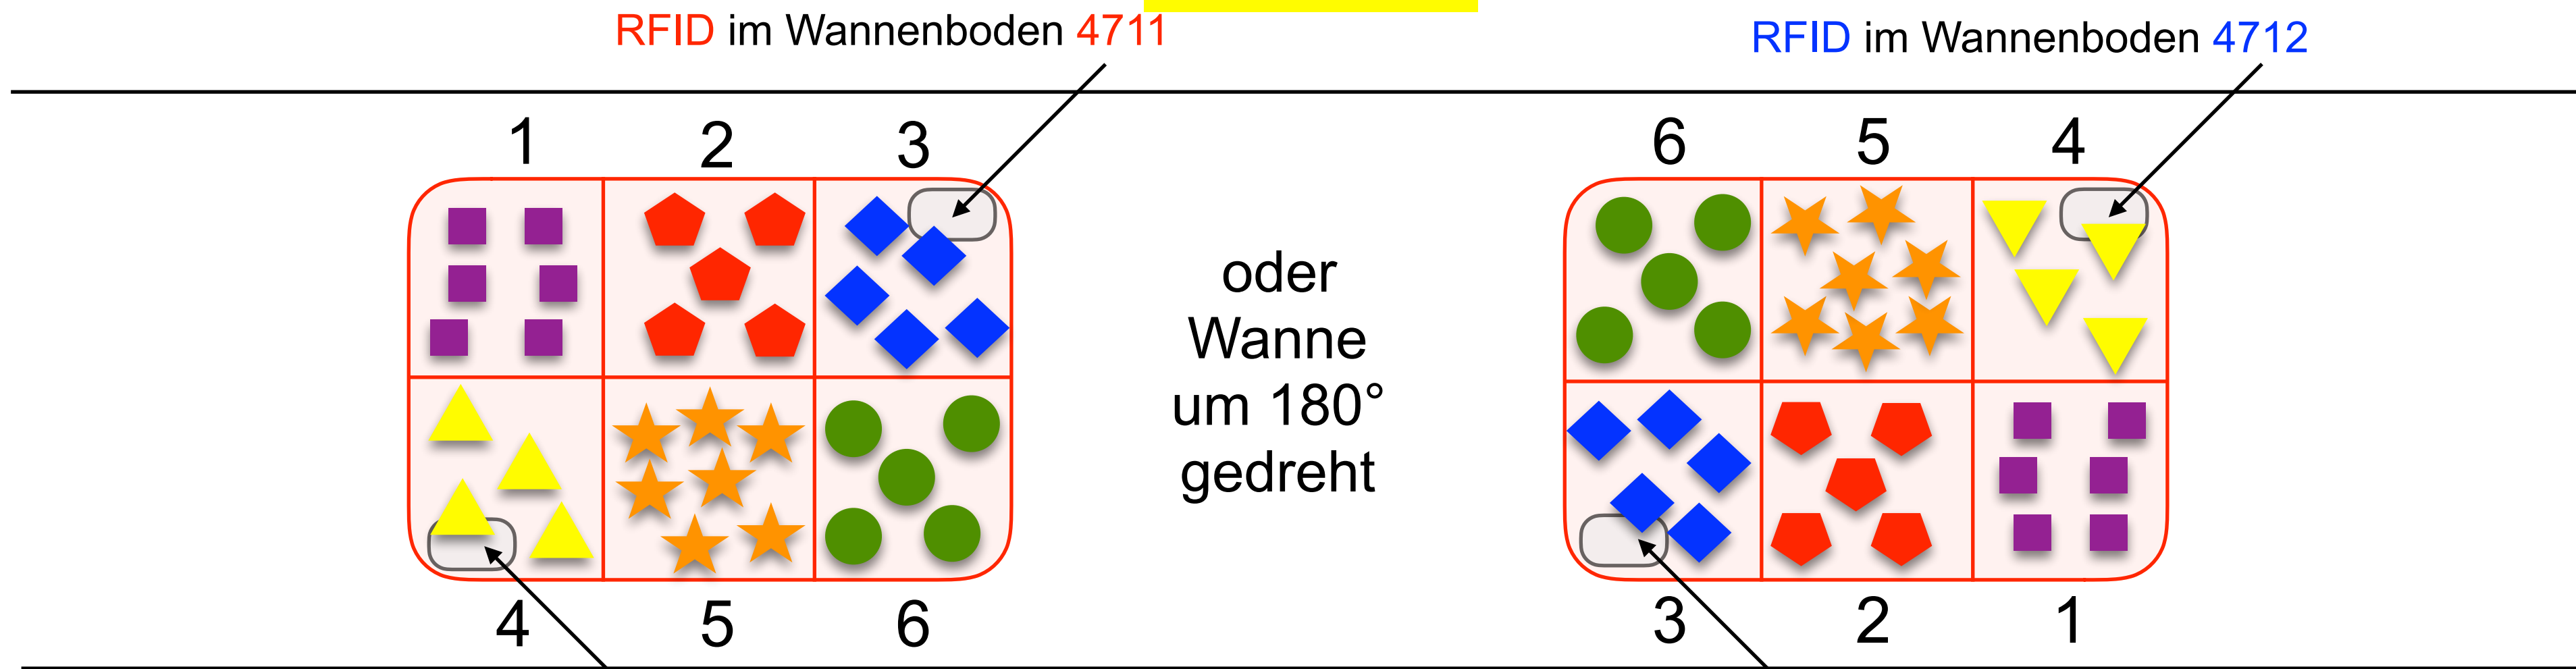 RFID im Wannenboden 4711
RFID im Wannenboden 4712
1 2 3
6 5 4
oder
Wanne
um 180°
gedreht
4 5 6
3 2 1